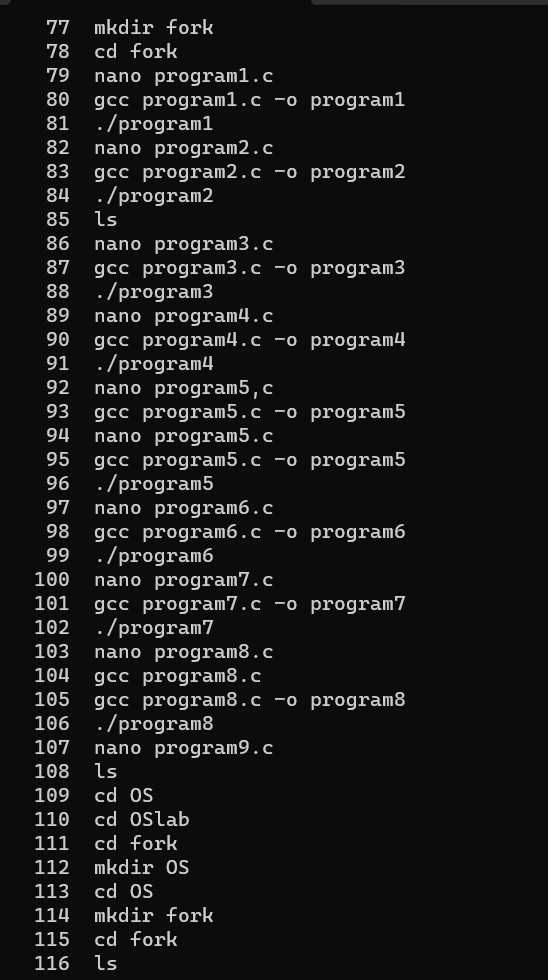 77 mkdir fork
78 cd fork
79 nano program1.c
80 gcc program1.c -o program1
81 ./program1
82 nano program2.c
83 gcc program2.c -o program2
84 ./program2
85 ls
86 nano program3.c
87 gcc program3.c -o program3
88 ./program3
89 nano program4.c
90 gcc program4.c -o program4
91 ./program4
92 nano program5,c
93 gcc program5.c -o program5
94 nano program5.c
95 gcc program5.c -o program5
96 ./program5
97 nano program6.c
98 gcc program6.c -o program6
99 ./program6
100 nano program7.c
101 gcc program7.c -o program7
102 ./program7
103 nano program8.c
104 gcc program8.c
105 gcc program8.c -o program8
106 ./program8
107 nano program9.c
108 ls
109 cd OS
110 cd OSlab
111 cd fork
112 mkdir OS
113 cd OS
114 mkdir fork
115 cd fork
116 ls